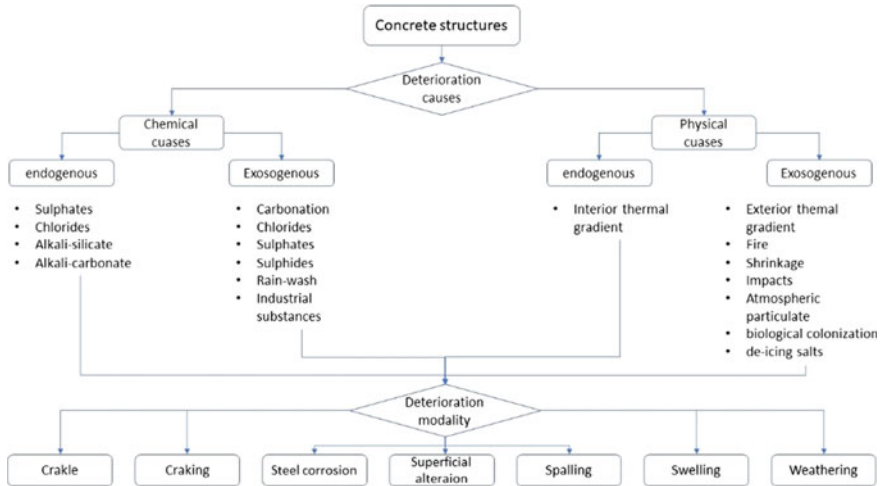 Concrete structures
Deterioration
causes
Chemical
cuases
Physical
cuases
endogenous
Exosogenous
endogenous
Exosogenous
• Sulphates
• Chlorides
• Alkali-silicate
• Alkali-carbonate
• Carbonation
• Chlorides
• Sulphates
• Sulphides
• Rain-wash
• Industrial
substances
• Interior thermal
gradient
• Exterior themal
gradient
• Fire
• Shrinkage
• Impacts
• Atmospheric
particulate
• biological colonization
• de-icing salts
Deterioration
modality
Crakle
Craking
Steel corrosion
Superficial
alteraion
Spalling
Swelling
Weathering